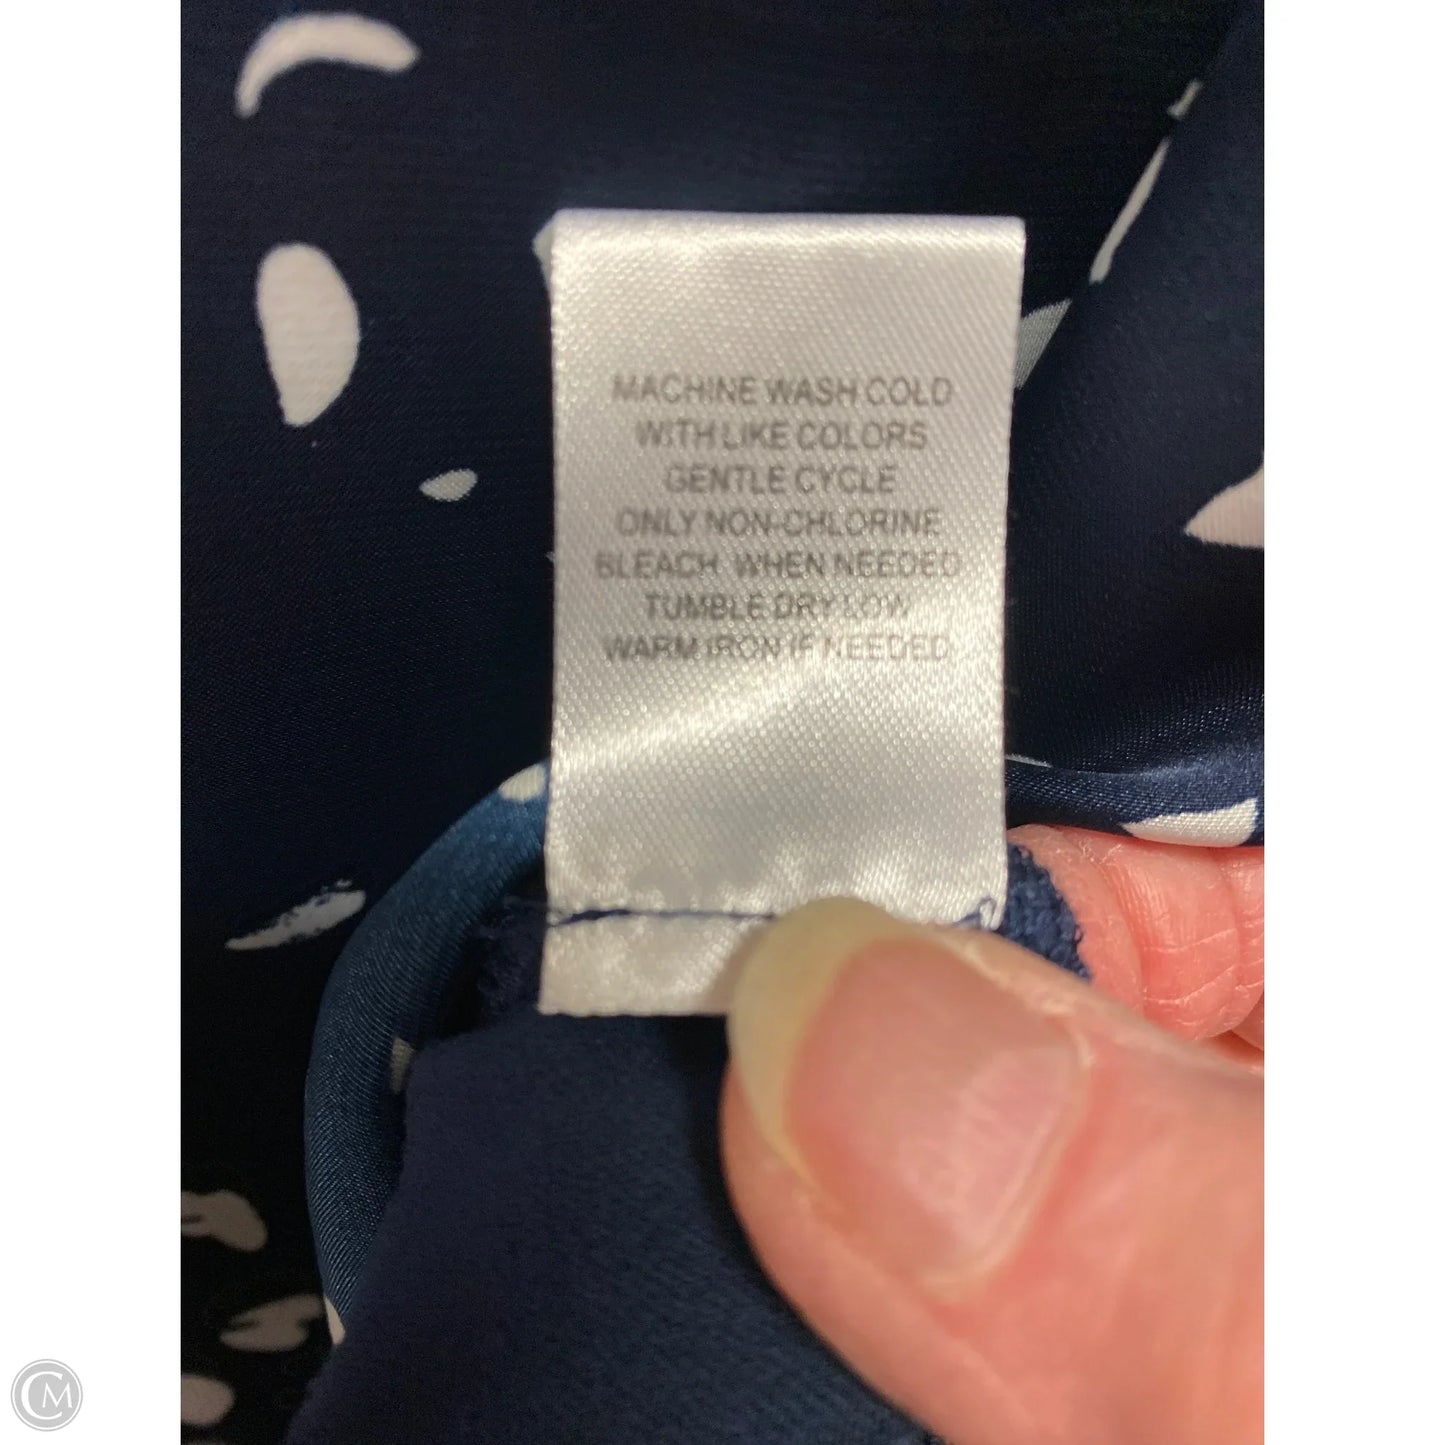 MACHINE WASH COLD
WITH LIKE COLORS
GENTLE CYCLE
ONLY NON-CHLORINE
BLEACH WHEN NEEDED
TUMBLE DRY LOW
WARM IRON IF NEEDED
CM